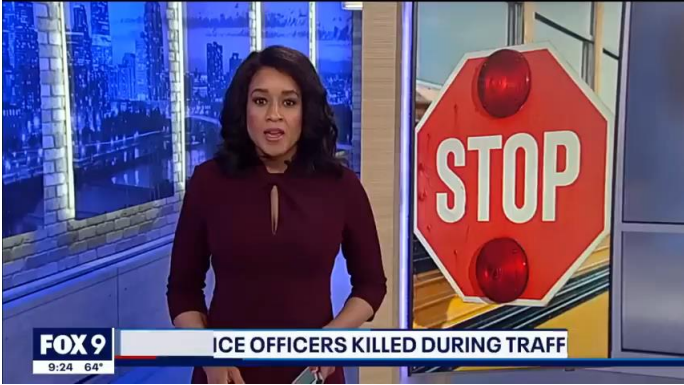 STOP
FOX 9
ICE OFFICERS KILLED DURING TRAFF
9:24 64°